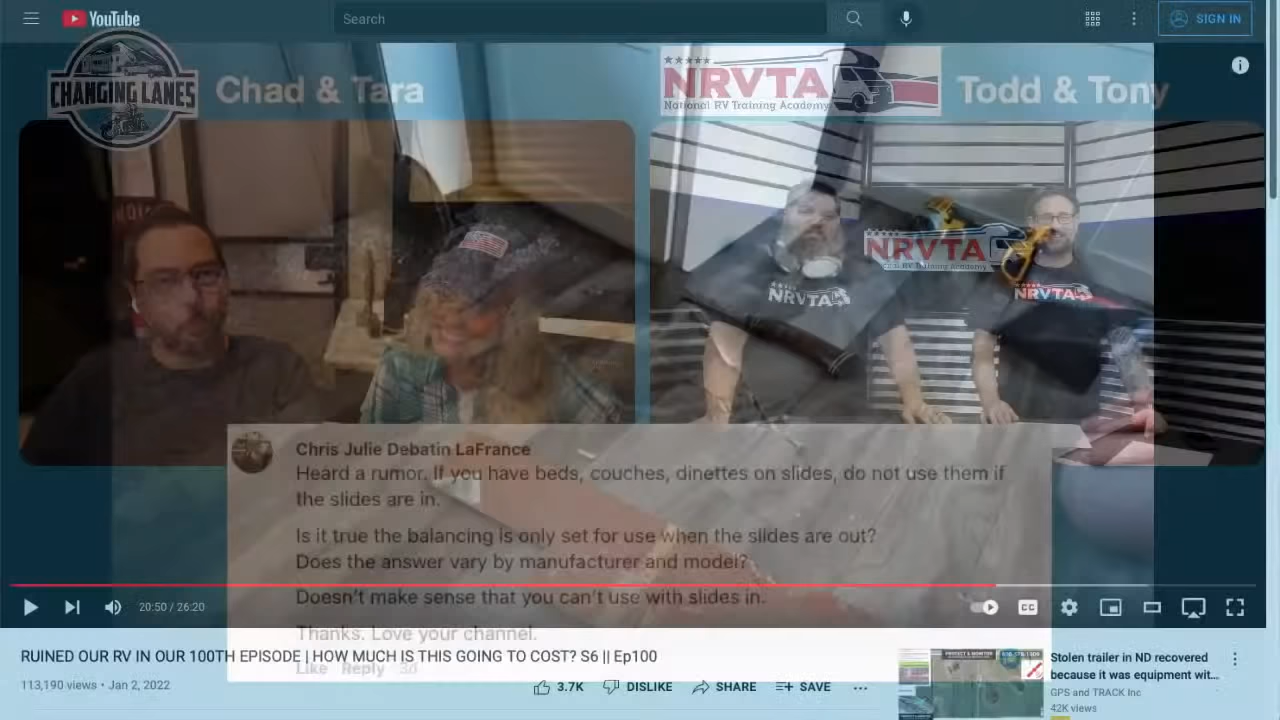 YouTube
Search
SIGN IN
CHANGING LANES
Chad & Tara
★★★★★
NRVTA
National RV Training Academy
Todd & Tony
NRVTA
NRVTA
NRVTA
Chris Julie Debatin LaFrance
Heard a rumor. If you have beds, couches, dinettes on slides, do not use them if
the slides are in.
Is it true the balancing is only set for use when the slides are out?
Does the answer vary by manufacturer and model?
Doesn't make sense that you can't use with slides in.
Thanks. Love your channel.
Like Reply 3d
20:50 / 26:20
CC
RUINED OUR RV IN OUR 100TH EPISODE | HOW MUCH IS THIS GOING TO COST? S6 || Ep100
113,190 views • Jan 2, 2022
3.7K
DISLIKE
SHARE
SAVE
Stolen trailer in ND recovered
because it was equipment wit...
GPS and TRACK Inc
42K views